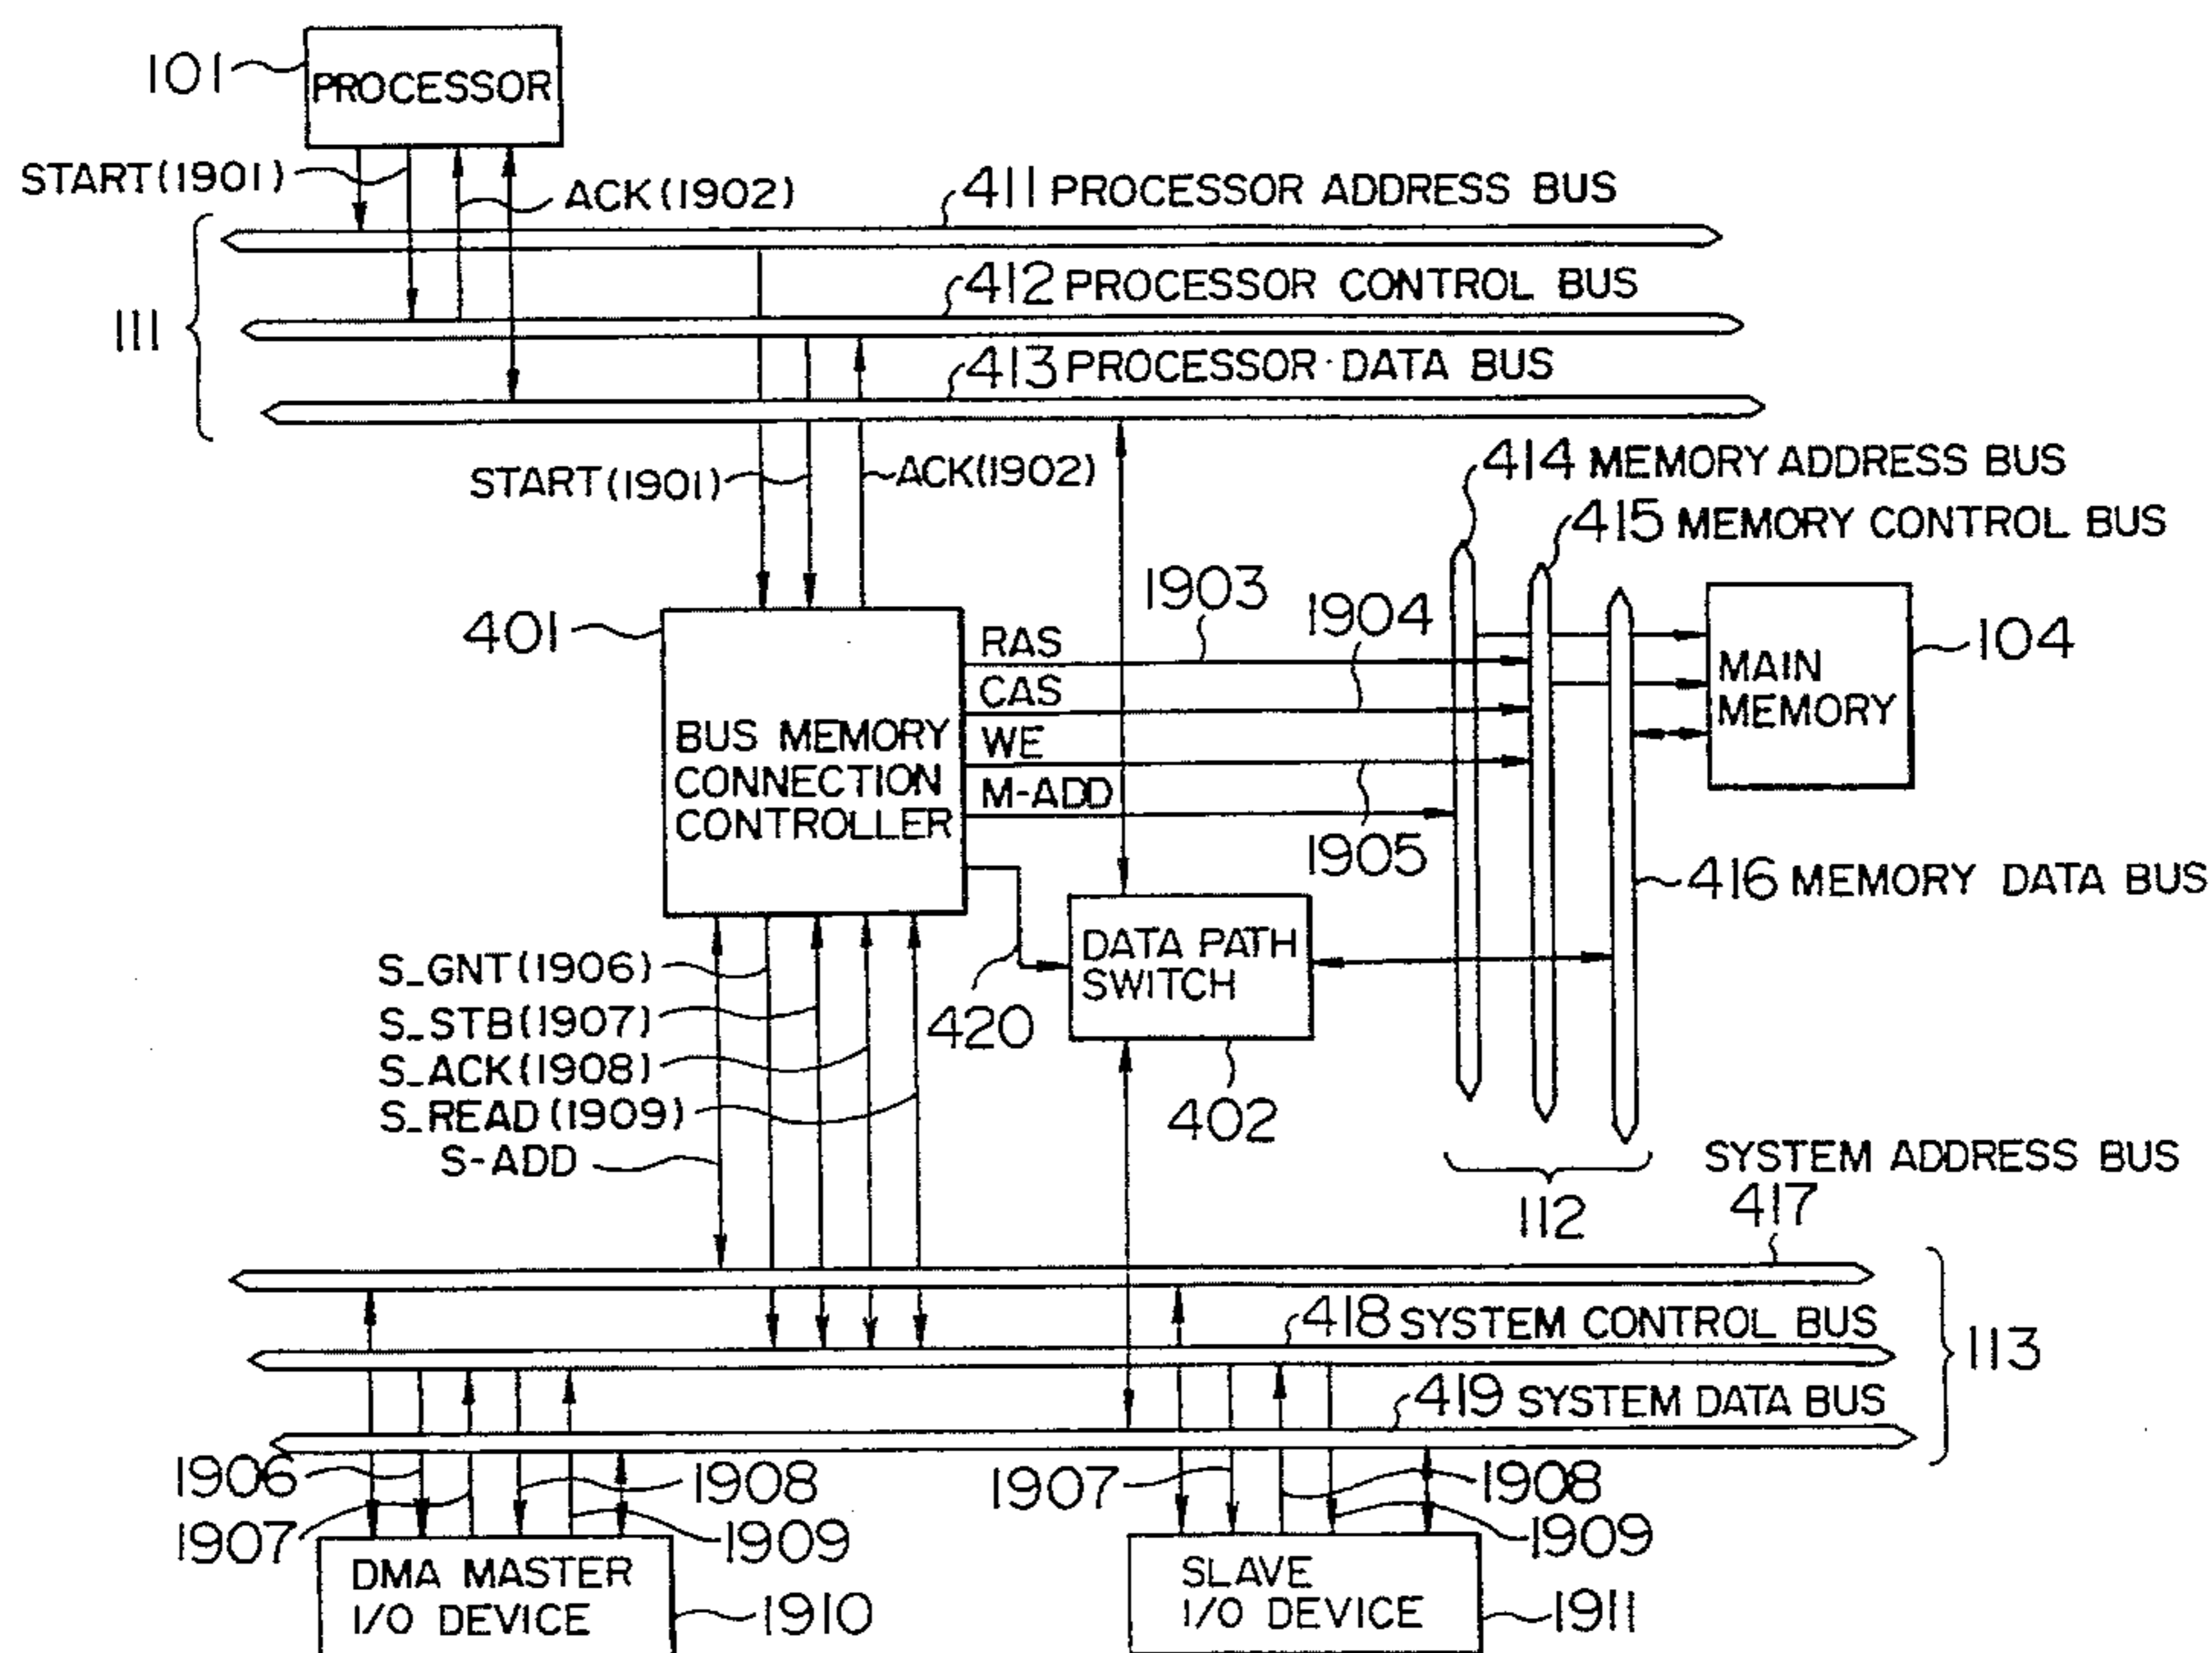 101
PROCESSOR
START(1901)
ACK(1902)
411 PROCESSOR ADDRESS BUS
412 PROCESSOR CONTROL BUS
111
413 PROCESSOR DATA BUS
START(1901)
ACK(1902)
414 MEMORY ADDRESS BUS
415 MEMORY CONTROL BUS
1903
1904
401
RAS
CAS
WE
M-ADD
BUS MEMORY
CONNECTION
CONTROLLER
MAIN
MEMORY
104
1905
416 MEMORY DATA BUS
DATA PATH
SWITCH
S_GNT(1906)
S_STB(1907)
S_ACK(1908)
S_READ(1909)
S-ADD
420
402
112
SYSTEM ADDRESS BUS
417
418 SYSTEM CONTROL BUS
113
419 SYSTEM DATA BUS
1906
1908
1907
1909
1907
1908
1909
DMA MASTER
I/O DEVICE
1910
SLAVE
I/O DEVICE
1911